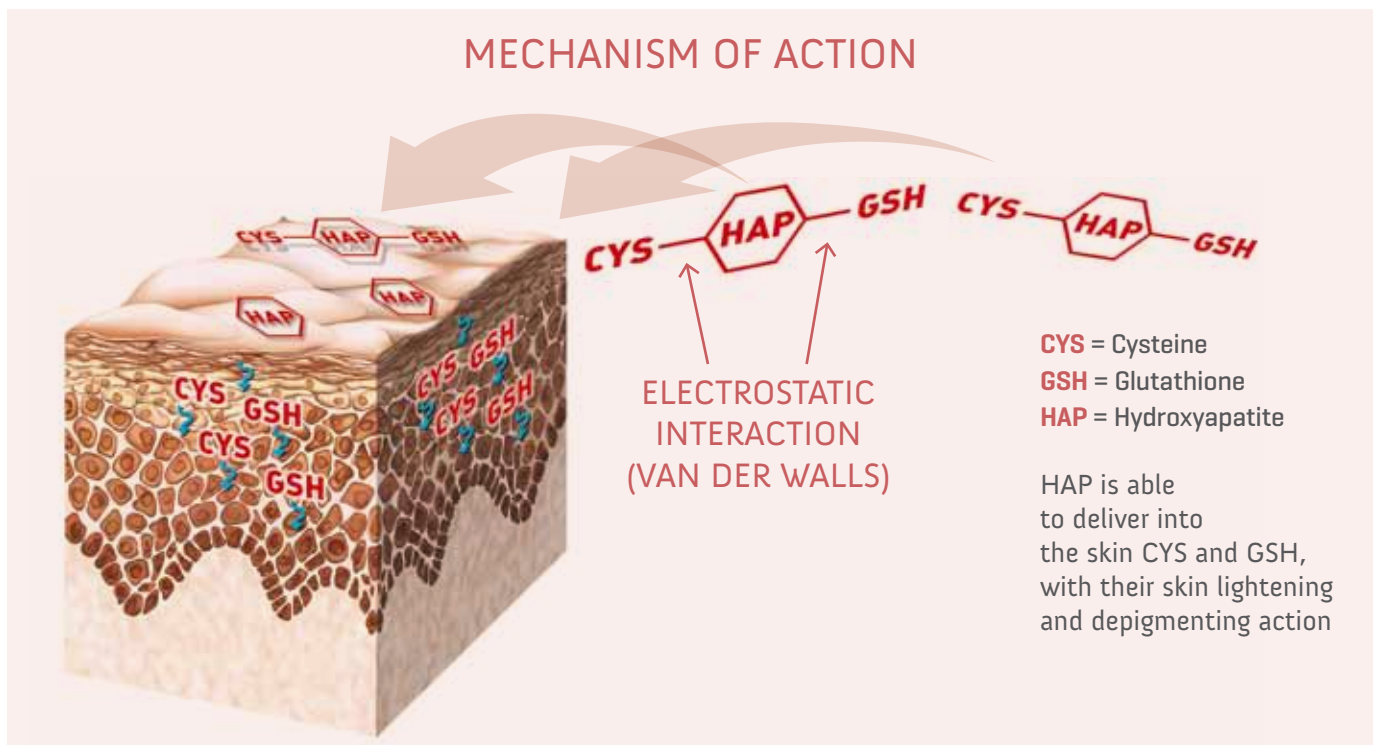 MECHANISM OF ACTION
CYS HAP GSH
CYS HAP GSH
CYS HAP GSH
HAP
HAP
CYS
GSH
CYS
GSH
CYS
GSH
CYS
GSH
ELECTROSTATIC
INTERACTION
(VAN DER WALLS)
CYS = Cysteine
GSH = Glutathione
HAP = Hydroxyapatite
HAP is able
to deliver into
the skin CYS and GSH,
with their skin lightening
and depigmenting action